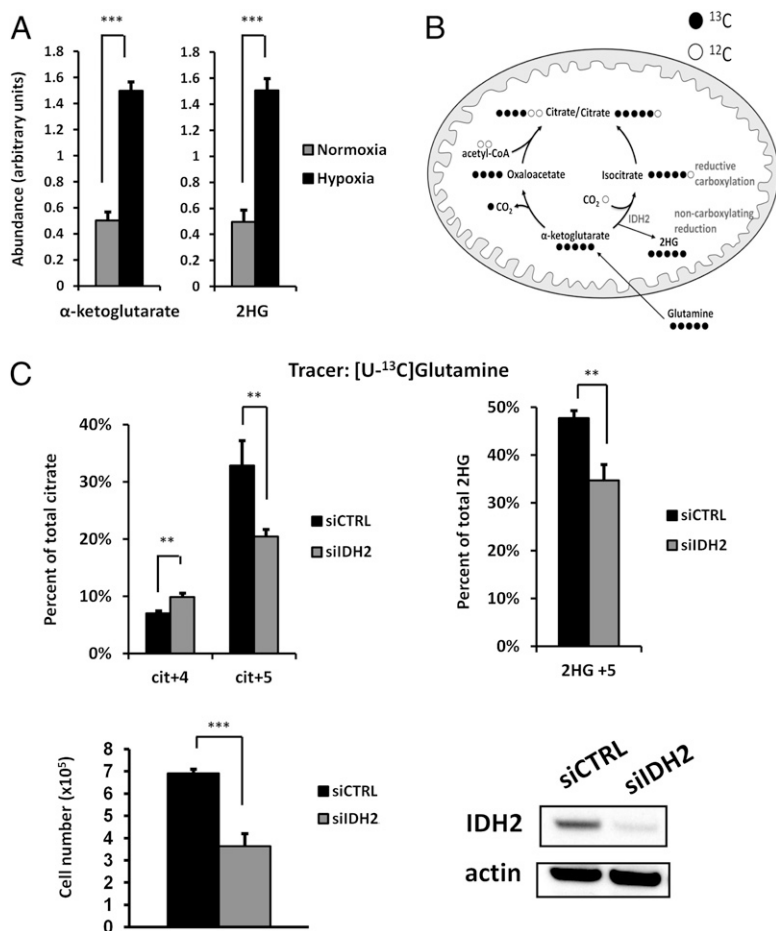 A
***
***
Abundance (arbitrary units)
1.8
1.6
1.4
1.2
1
0.8
0.6
0.4
0.2
0
α-ketoglutarate
1.8
1.6
1.4
1.2
1
0.8
0.6
0.4
0.2
0
2HG
Normoxia
Hypoxia
B
13C
12C
Citrate/Citrate
acetyl-CoA
Oxaloacetate
Isocitrate
reductive
carboxylation
CO2
CO2
IDH2
non-carboxylating
reduction
α-ketoglutarate
2HG
Glutamine
C
Tracer: [U-13C]Glutamine
Percent of total citrate
40%
30%
20%
10%
0%
**
**
cit+4
cit+5
siCTRL
siIDH2
Percent of total 2HG
50%
40%
30%
20%
10%
0%
**
2HG +5
siCTRL
siIDH2
Cell number (x10⁵)
8
7
6
5
4
3
2
1
0
***
siCTRL
siIDH2
siCTRL
siIDH2
IDH2
actin